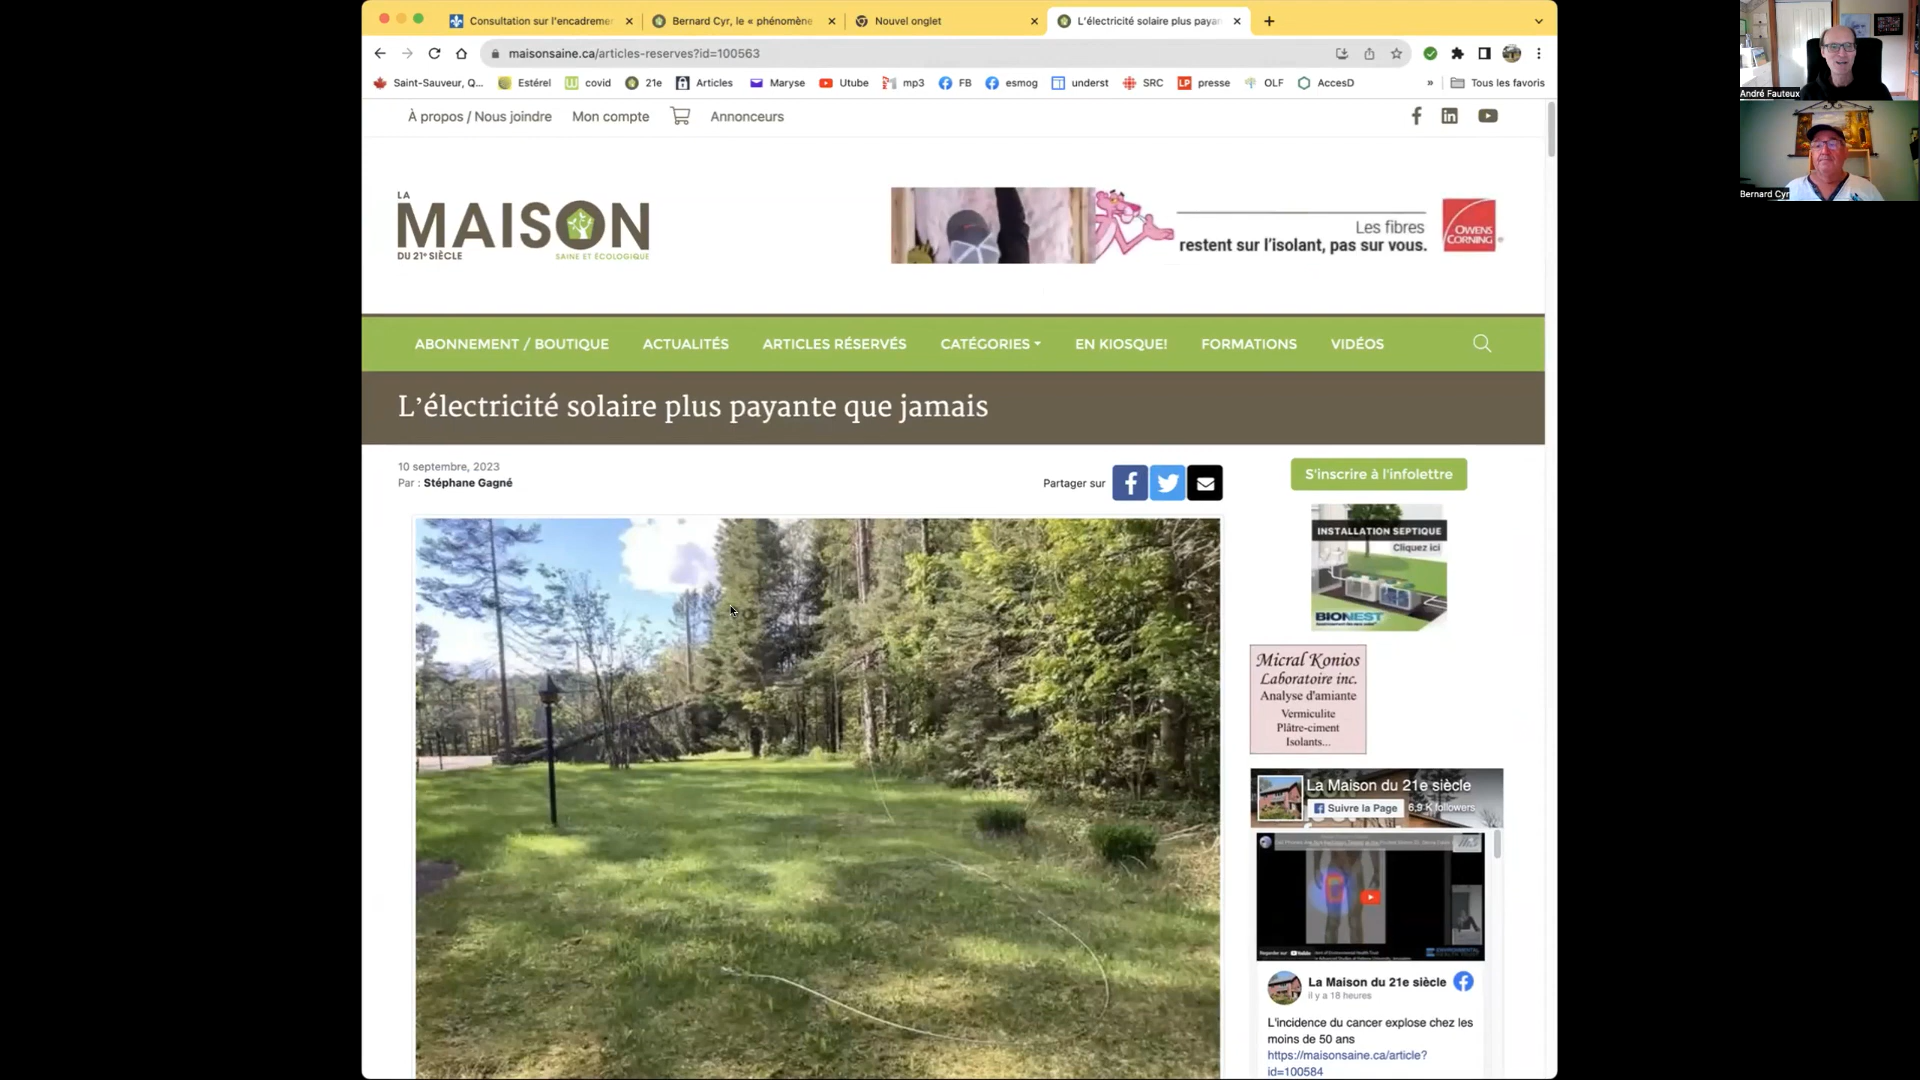 Consultation sur l'encadreme
Bernard Cyr, le « phénomène
Nouvel onglet
L'électricité solaire plus payan
maisonsaine.ca/articles-reserves?id=100563
Saint-Sauveur, Q...
Estérel
covid
21e
Articles
Maryse
Utube
mp3
FB
esmog
underst
SRC
LP
presse
OLF
AccesD
»
Tous les favoris
À propos / Nous joindre
Mon compte
Annonceurs
LA
MAISON
DU 21e SIÈCLE
SAINE ET ÉCOLOGIQUE
Les fibres
restent sur l'isolant, pas sur vous.
OWENS
CORNING
ABONNEMENT / BOUTIQUE
ACTUALITÉS
ARTICLES RÉSERVÉS
CATÉGORIES
EN KIOSQUE!
FORMATIONS
VIDÉOS
L'électricité solaire plus payante que jamais
10 septembre, 2023
Par : Stéphane Gagné
Partager sur
S'inscrire à l'infolettre
INSTALLATION SEPTIQUE
Cliquez ici
BIONEST
Micral Konios
Laboratoire inc.
Analyse d'amiante
Vermiculite
Plâtre-ciment
Isolants...
La Maison du 21e siècle
Suivre la Page
6,9 K followers
La Maison du 21e siècle
il y a 16 heures
L'incidence du cancer explose chez les
moins de 50 ans
https://maisonsaine.ca/article?
id=100584
André Fauteux
Bernard Cyr